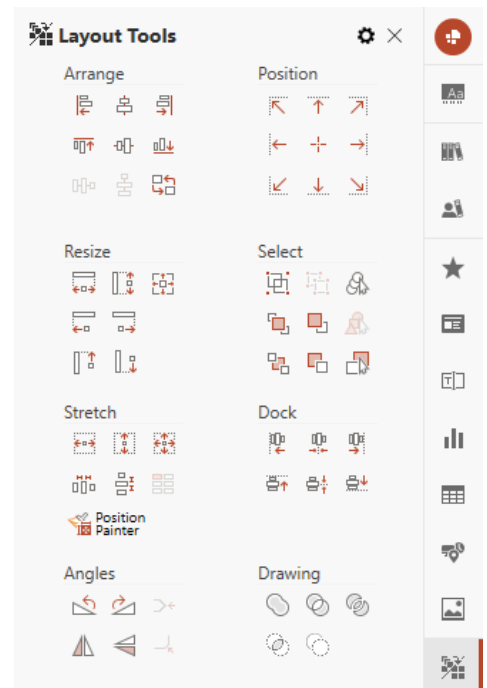 Layout Tools
Arrange
Position
Aa
Resize
Select
T
Stretch
Dock
Position
Painter
Angles
Drawing